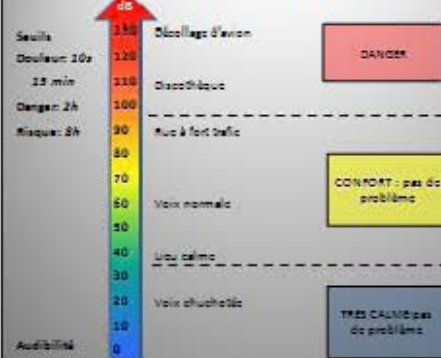 dB
Seuils
Douleur: 10s
15 min
Danger: 2h
Risque: 8h
Audibilité
130
120
110
100
90
80
70
60
50
40
30
20
10
0
Décollage d'avion
Discothèque
Rue à fort trafic
Voix normale
Lieu calme
Voix chuchotée
DANGER
CONFORT : pas de
problème
TRES CALME:pas
de problème